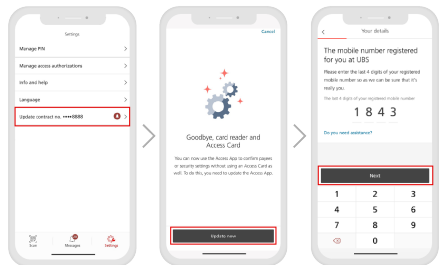 Settings
Manage PIN
Manage access authorizations
Info and help
Language
Update contract no. ••••8888
Scan
Messages
Settings
Cancel
Goodbye, card reader and
Access Card
You can now use the Access App to confirm payees
or security settings without using an Access Card as
well. To do this, you need to update the Access App.
Update now
Your details
The mobile number registered
for you at UBS
Please enter the last 4 digits of your registered
mobile number so as we can be sure that it's
really you.
The last 4 digits of your registered mobile number
1 8 4 3
Do you need assistance?
Next
1 2 3
4 5 6
7 8 9
0